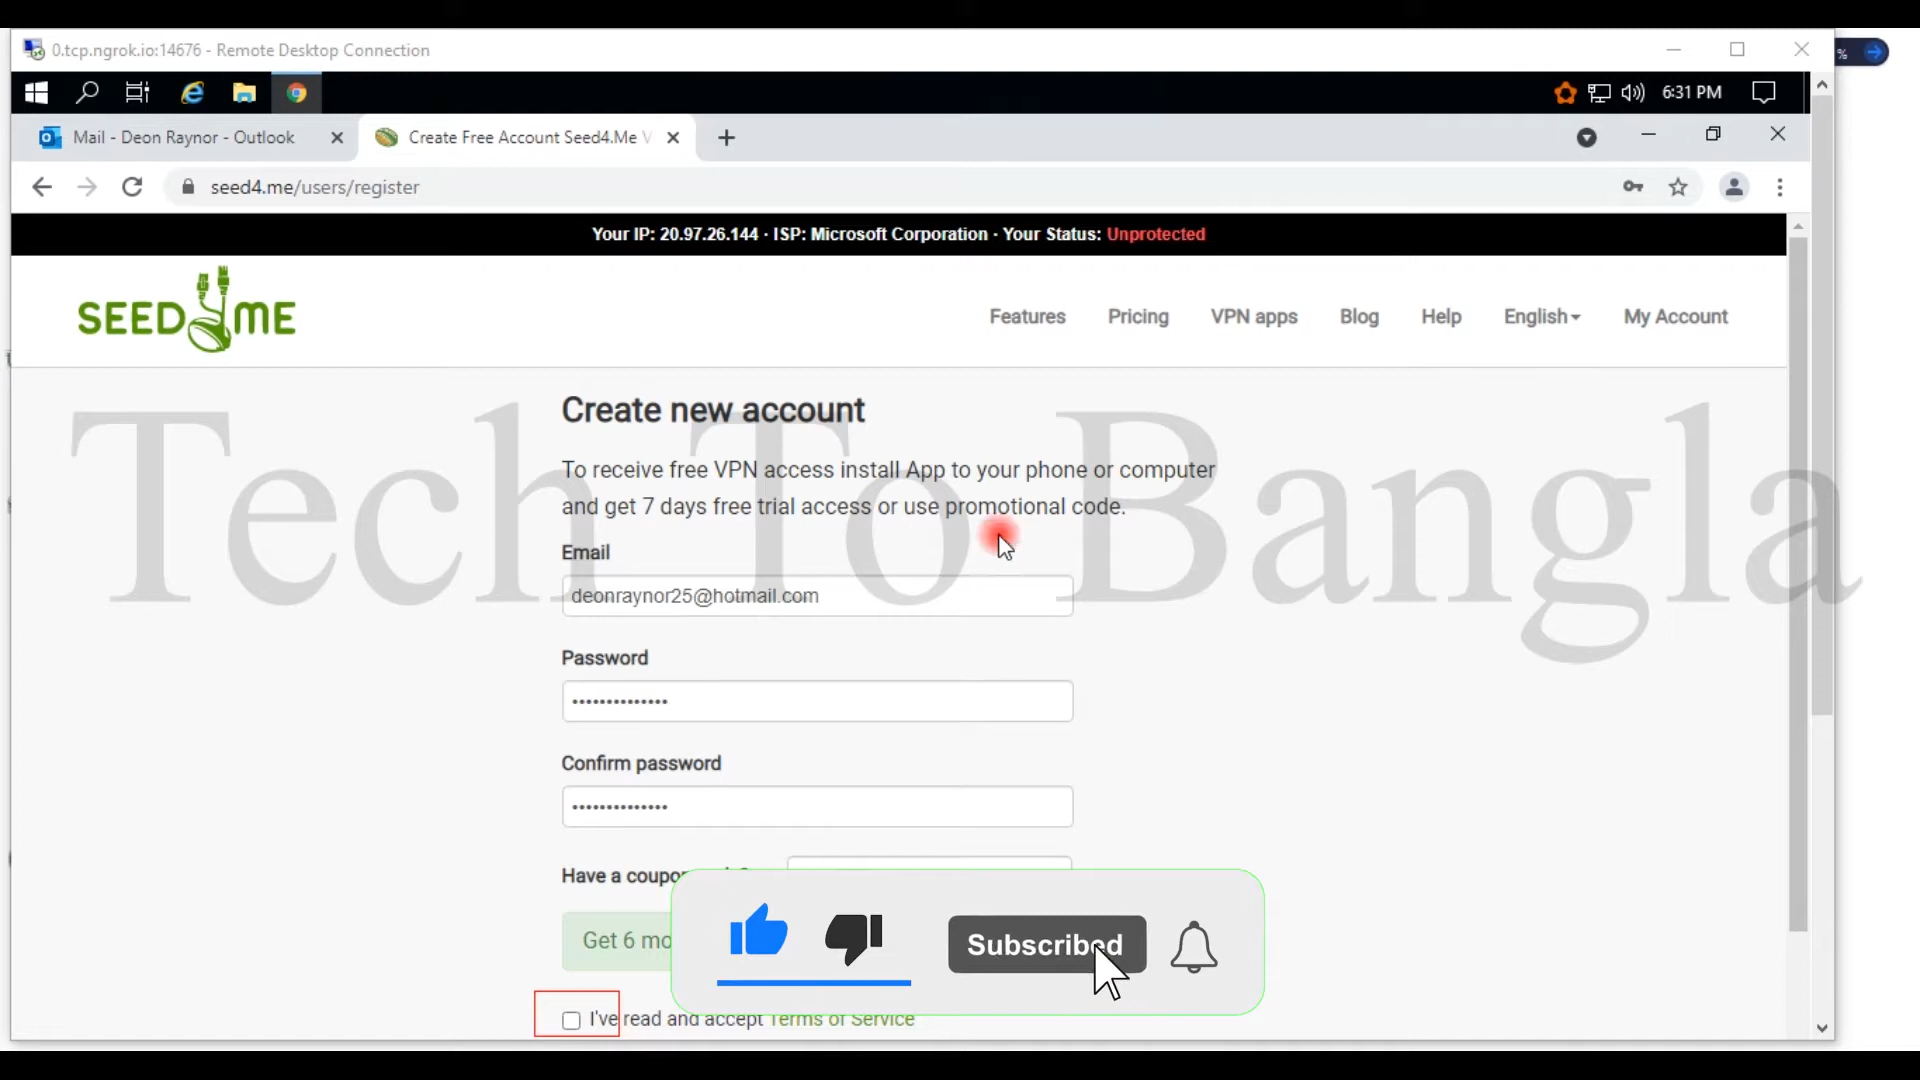 0.tcp.ngrok.io:14676 - Remote Desktop Connection
%
6:31 PM
Mail - Deon Raynor - Outlook
Create Free Account Seed4.Me V
seed4.me/users/register
Your IP: 20.97.26.144 · ISP: Microsoft Corporation · Your Status: Unprotected
SEED4ME
Features
Pricing
VPN apps
Blog
Help
English
My Account
Tech To Bangla
Create new account
To receive free VPN access install App to your phone or computer
and get 7 days free trial access or use promotional code.
Email
deonraynor25@hotmail.com
Password
Confirm password
Have a coupon
Get 6 mo
Subscribed
I've read and accept Terms of Service